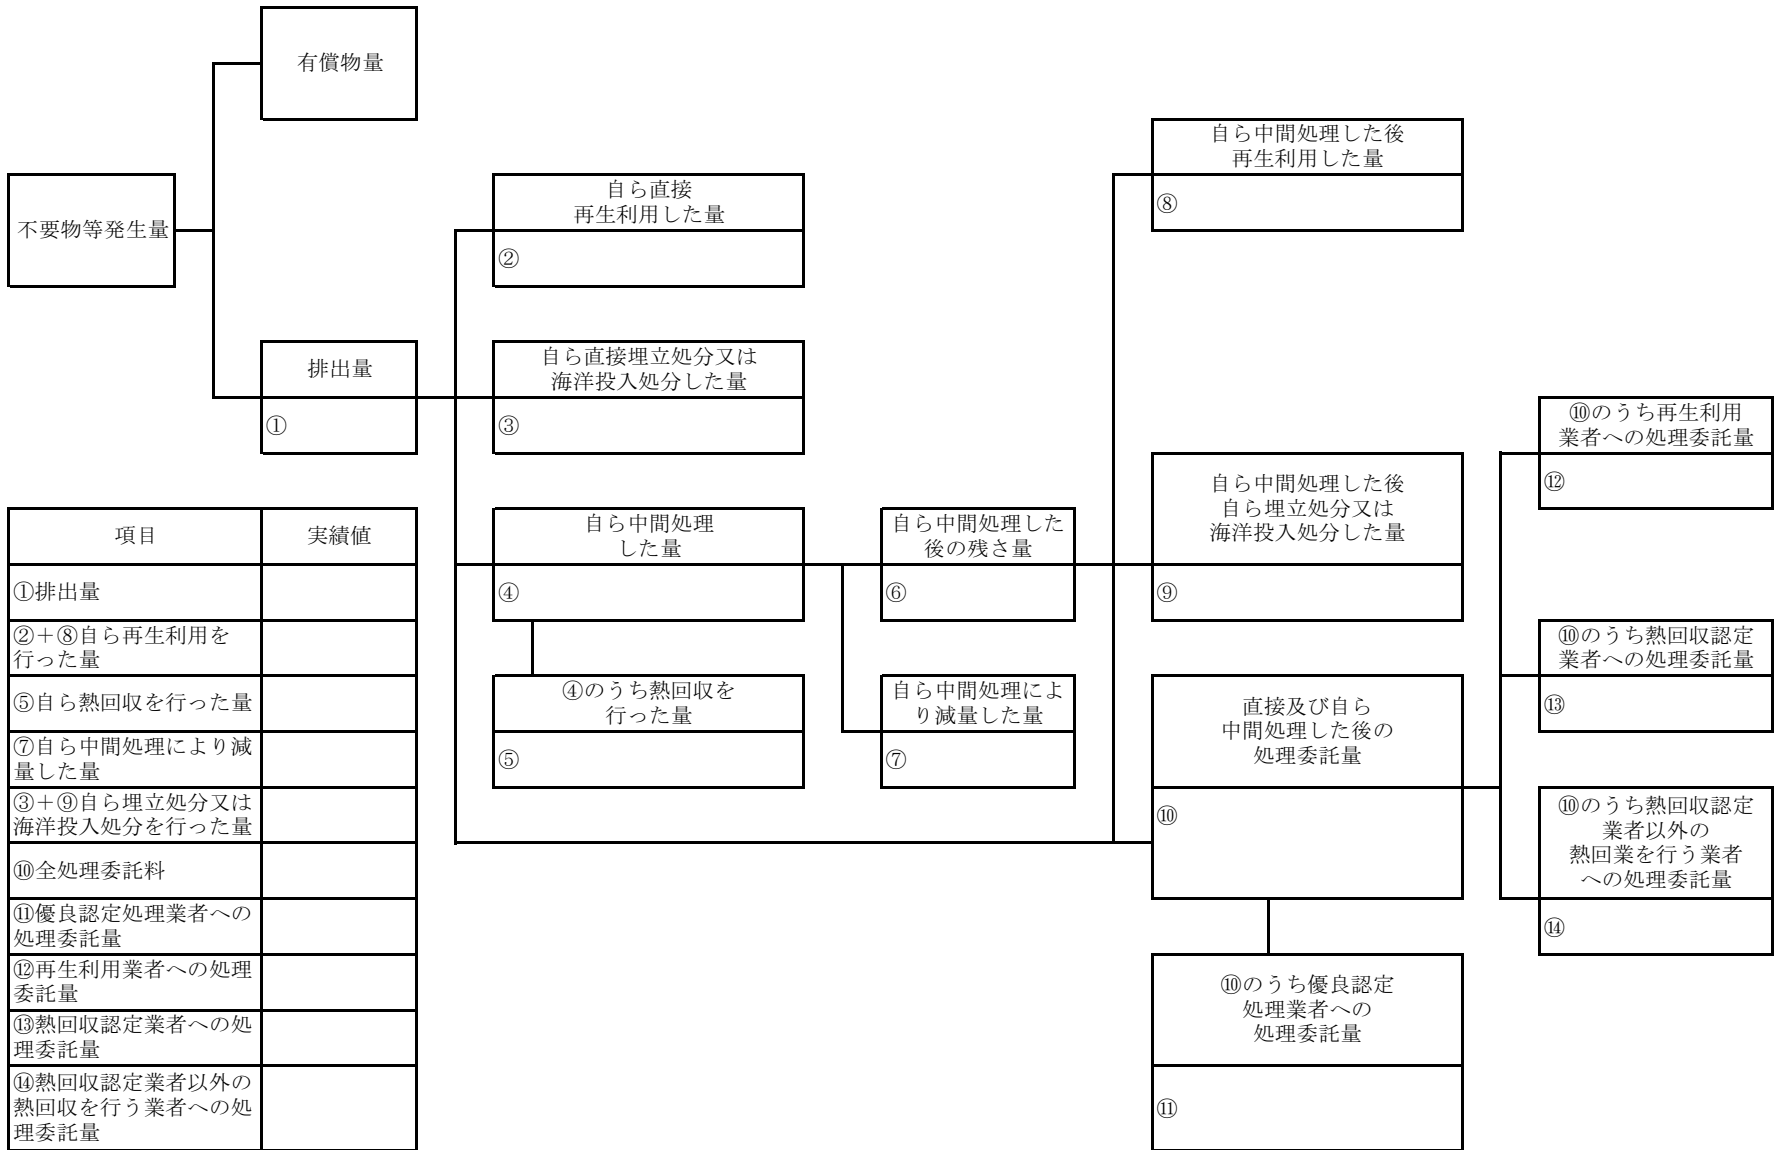 有償物量
不要物等発生量
排出量
①
自ら直接
再生利用した量
②
自ら直接埋立処分又は
海洋投入処分した量
③
自ら中間処理
した量
④
④のうち熱回収を
行った量
⑤
自ら中間処理した
後の残さ量
⑥
自ら中間処理によ
り減量した量
⑦
自ら中間処理した後
再生利用した量
⑧
自ら中間処理した後
自ら埋立処分又は
海洋投入処分した量
⑨
直接及び自ら
中間処理した後の
処理委託量
⑩
⑩のうち優良認定
処理業者への
処理委託量
⑪
⑩のうち再生利用
業者への処理委託量
⑫
⑩のうち熱回収認定
業者への処理委託量
⑬
⑩のうち熱回収認定
業者以外の
熱回業を行う業者
への処理委託量
⑭
項目 実績値
①排出量
②＋⑧自ら再生利用を
行った量
⑤自ら熱回収を行った量
⑦自ら中間処理により減
量した量
③＋⑨自ら埋立処分又は
海洋投入処分を行った量
⑩全処理委託料
⑪優良認定処理業者への
処理委託量
⑫再生利用業者への処理
委託量
⑬熱回収認定業者への処
理委託量
⑭熱回収認定業者以外の
熱回収を行う業者への処
理委託量